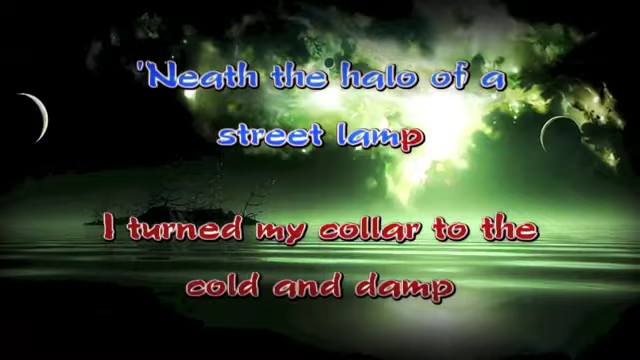 'Neath the halo of a
street lamp
I turned my collar to the
cold and damp